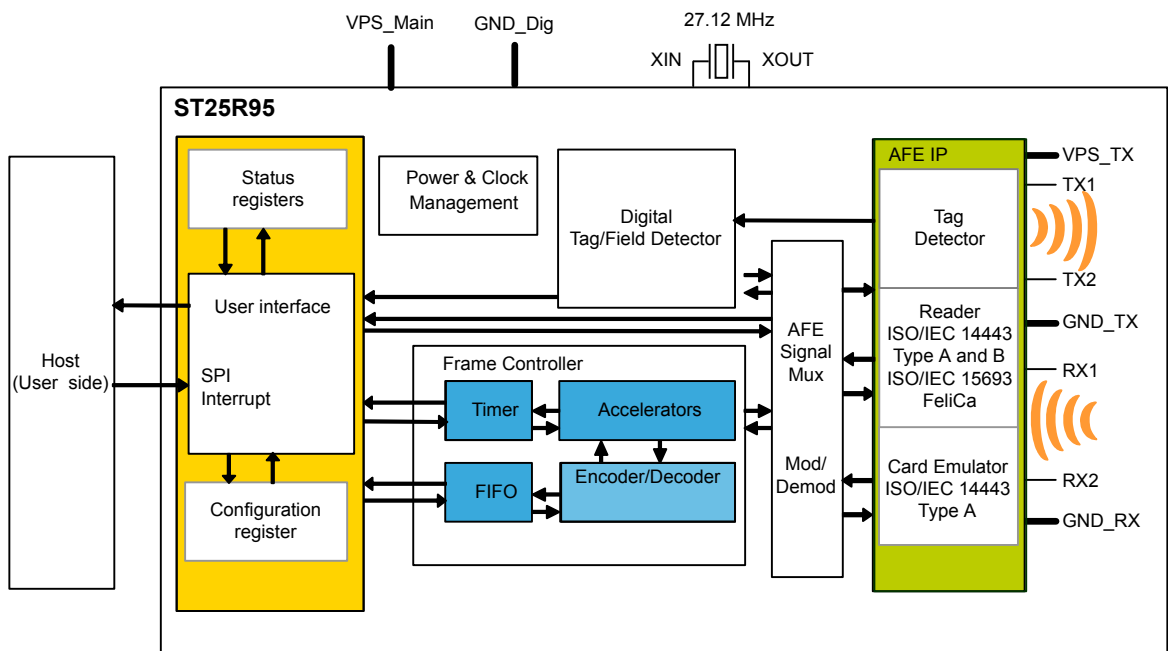 27.12 MHz
VPS_Main
GND_Dig
XIN
XOUT
ST25R95
Host
(User side)
Status
registers
User interface
SPI
Interrupt
Configuration
register
Power & Clock
Management
Digital
Tag/Field Detector
Frame Controller
Timer
Accelerators
FIFO
Encoder/Decoder
AFE
Signal
Mux
Mod/
Demod
AFE IP
Tag
Detector
Reader
ISO/IEC 14443
Type A and B
ISO/IEC 15693
FeliCa
Card Emulator
ISO/IEC 14443
Type A
VPS_TX
TX1
TX2
GND_TX
RX1
RX2
GND_RX